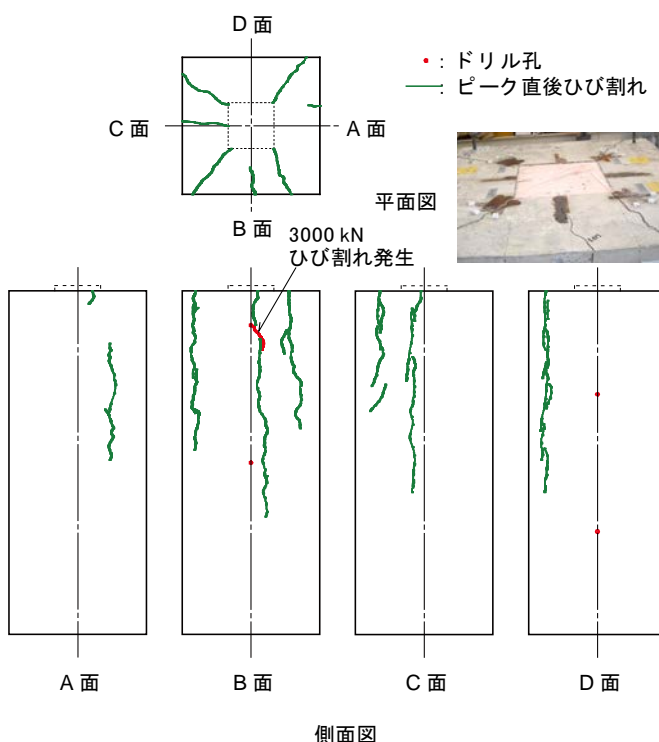 D 面
• : ドリル孔
: ピーク直後ひび割れ
C 面
A 面
平面図
B 面
3000 kN
ひび割れ発生
A 面
B 面
C 面
D 面
側面図